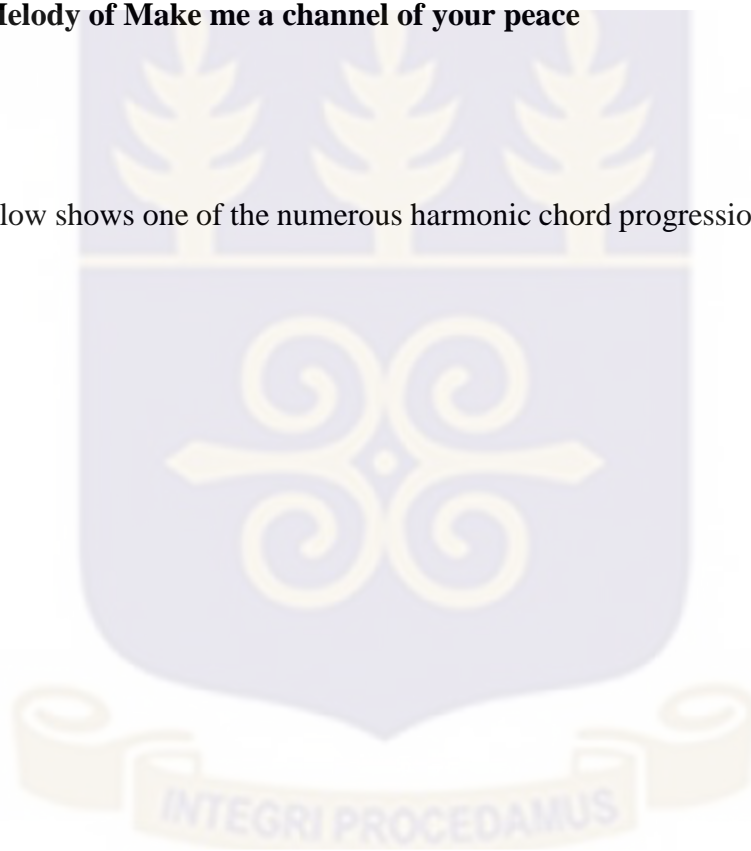 Melody of Make me a channel of your peace
low shows one of the numerous harmonic chord progressio
INTEGRI PROCEDAMUS